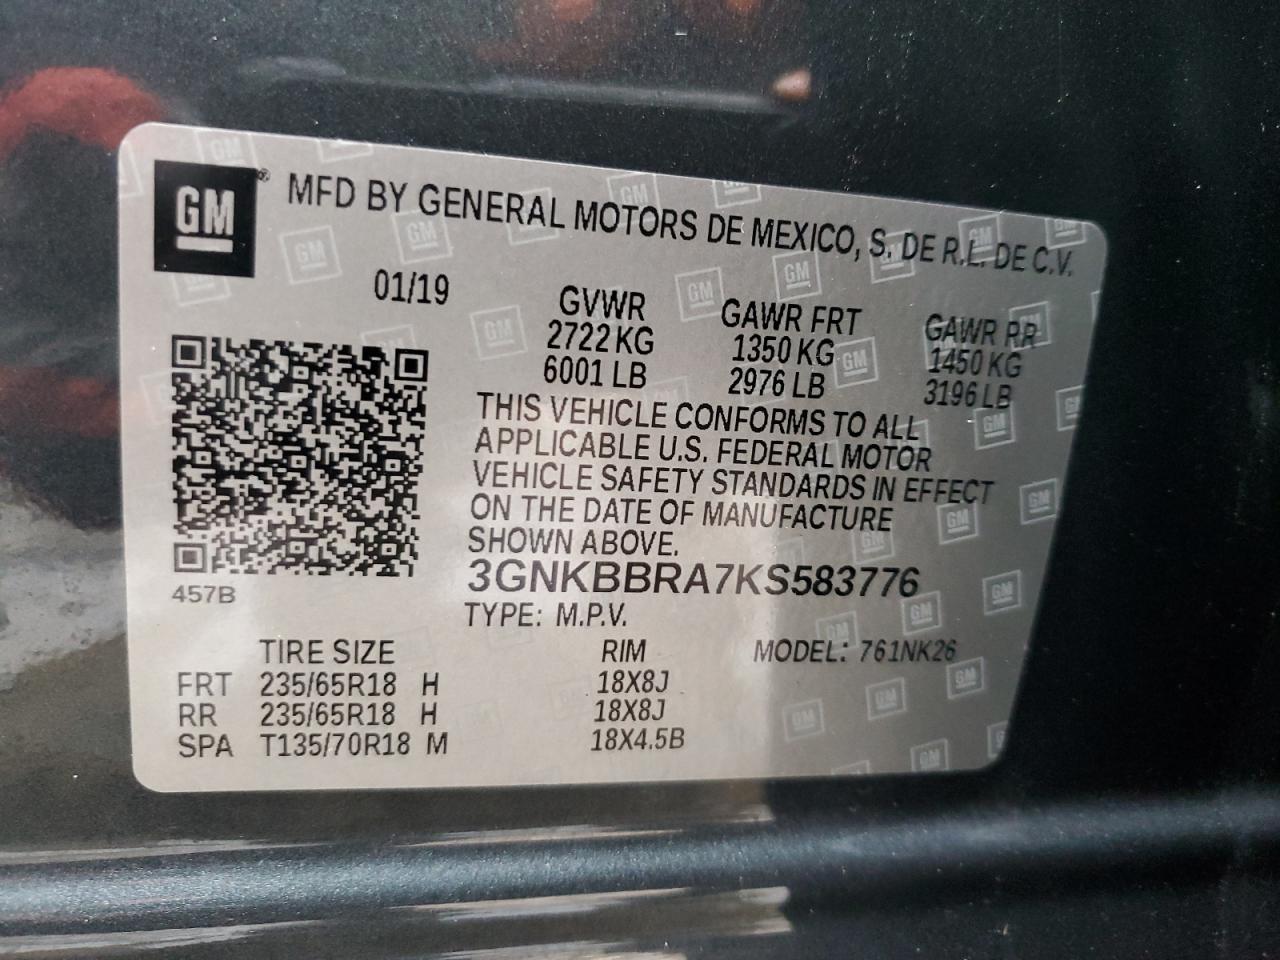 GM® MFD BY GENERAL MOTORS DE MEXICO, S. DE R.L. DE C.V.
01/19
GVWR GAWR FRT GAWR RR
2722 KG 1350 KG 1450 KG
6001 LB 2976 LB 3196 LB
THIS VEHICLE CONFORMS TO ALL
APPLICABLE U.S. FEDERAL MOTOR
VEHICLE SAFETY STANDARDS IN EFFECT
ON THE DATE OF MANUFACTURE
SHOWN ABOVE.
3GNKBBRA7KS583776
457B
TYPE: M.P.V.
TIRE SIZE RIM MODEL: 761NK26
FRT 235/65R18 H 18X8J
RR 235/65R18 H 18X8J
SPA T135/70R18 M 18X4.5B